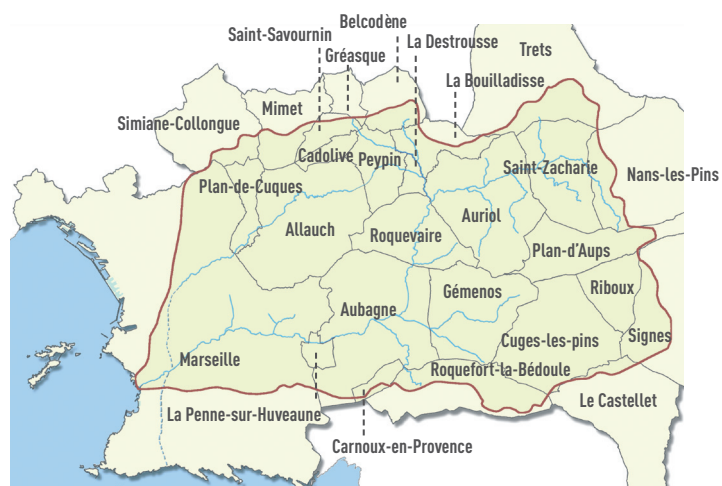 Belcodène
Saint-Savournin
La Destrousse
Gréasque
Trets
La Bouilladisse
Mimet
Simiane-Collongue
Cadolive
Peypin
Saint-Zacharie
Nans-les-Pins
Plan-de-Cuques
Auriol
Allauch
Roquevaire
Plan-d'Aups
Gémenos
Riboux
Aubagne
Cuges-les-pins
Signes
Marseille
Roquefort-la-Bédoule
Le Castellet
La Penne-sur-Huveaune
Carnoux-en-Provence